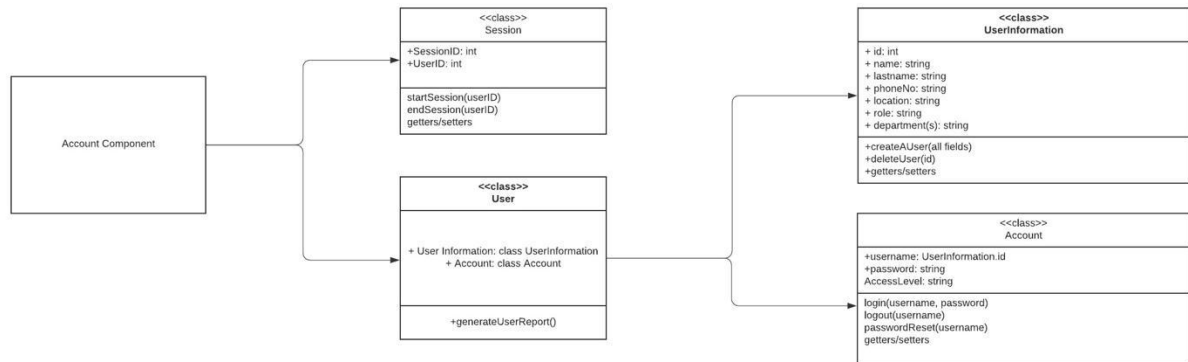 Account Component
<<class>>
Session
+SessionID: int
+UserID: int
startSession(userID)
endSession(userID)
getters/setters
<<class>>
User
+ User Information: class UserInformation
+ Account: class Account
+generateUserReport()
<<class>>
UserInformation
+ id: int
+ name: string
+ lastname: string
+ phoneNo: string
+ location: string
+ role: string
+ department(s): string
+createAUser(all fields)
+deleteUser(id)
+getters/setters
<<class>>
Account
+username: UserInformation.id
+password: string
AccessLevel: string
login(username, password)
logout(username)
passwordReset(username)
getters/setters